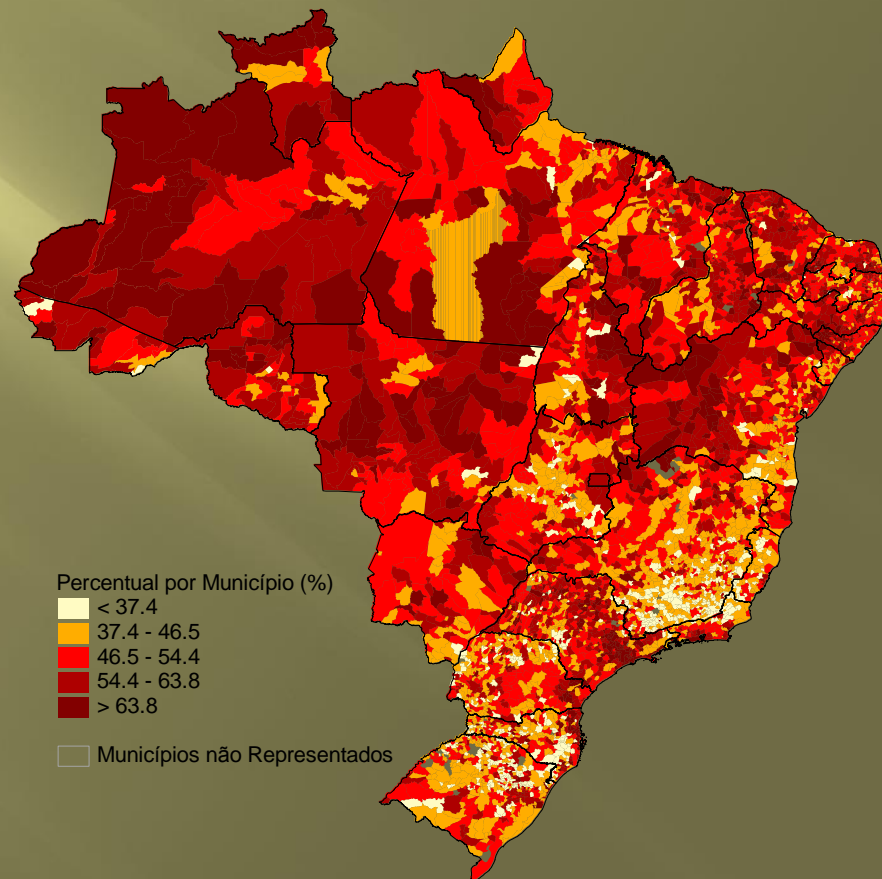 Percentual por Município (%)
< 37.4
37.4 - 46.5
46.5 - 54.4
54.4 - 63.8
> 63.8
Municípios não Representados